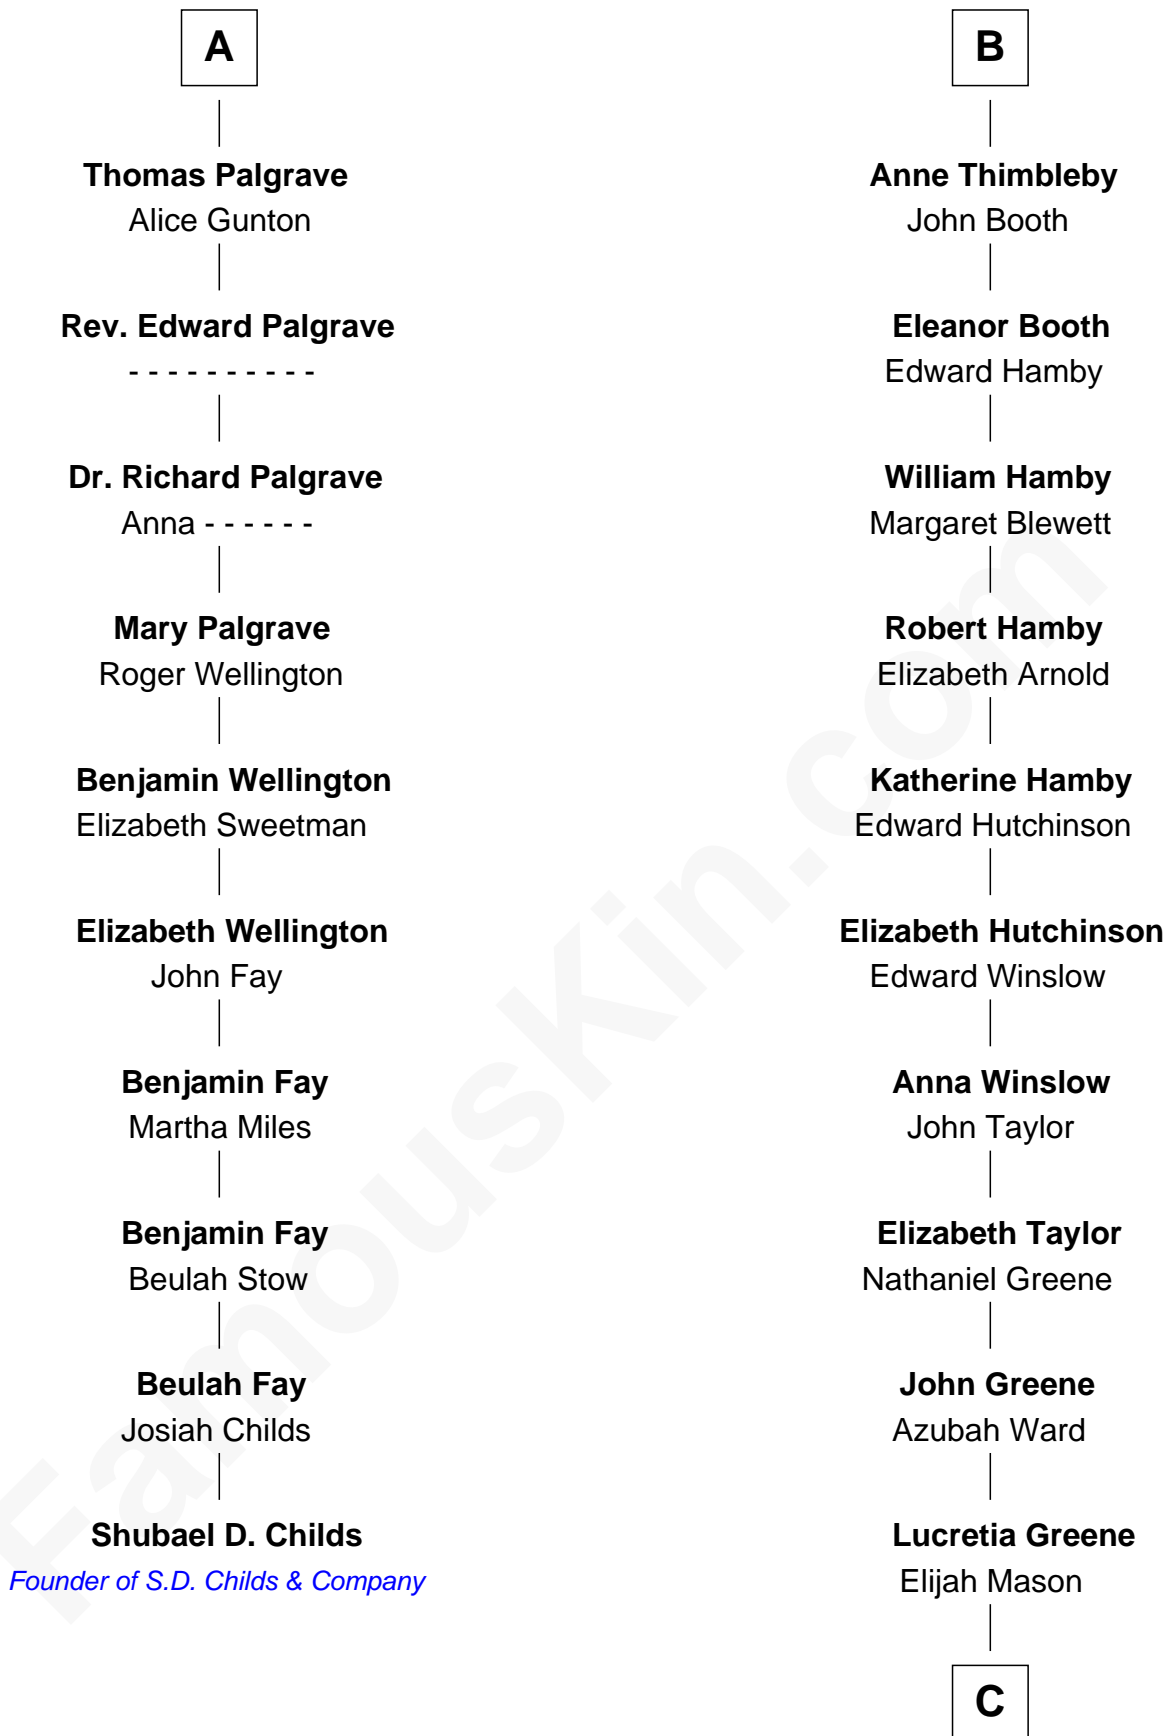 A
Thomas Palgrave
Alice Gunton
Rev. Edward Palgrave
- - - - - - - - - -
Dr. Richard Palgrave
Anna - - - - - -
Mary Palgrave
Roger Wellington
Benjamin Wellington
Elizabeth Sweetman
Elizabeth Wellington
John Fay
Benjamin Fay
Martha Miles
Benjamin Fay
Beulah Stow
Beulah Fay
Josiah Childs
Shubael D. Childs
Founder of S.D. Childs & Company
B
Anne Thimbleby
John Booth
Eleanor Booth
Edward Hamby
William Hamby
Margaret Blewett
Robert Hamby
Elizabeth Arnold
Katherine Hamby
Edward Hutchinson
Elizabeth Hutchinson
Edward Winslow
Anna Winslow
John Taylor
Elizabeth Taylor
Nathaniel Greene
John Greene
Azubah Ward
Lucretia Greene
Elijah Mason
C
FamousKin.com